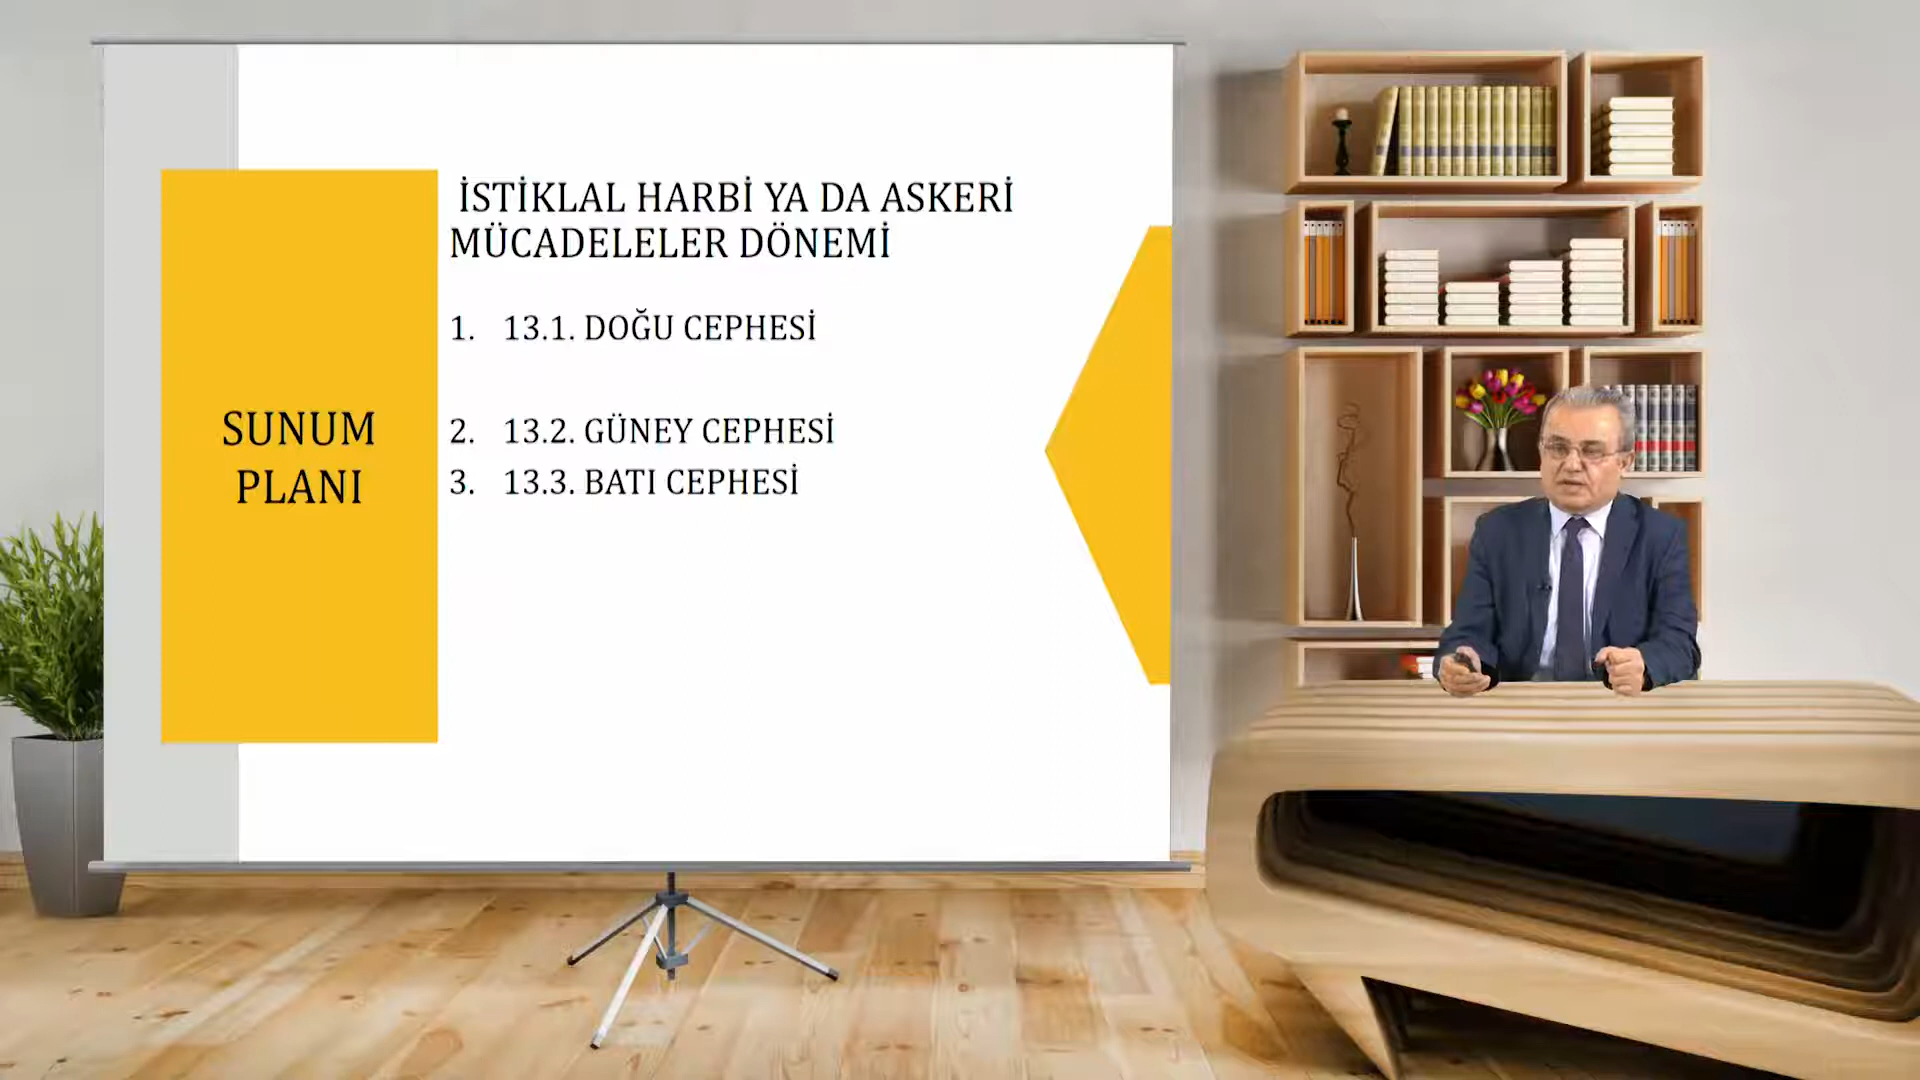 SUNUM
PLANI
İSTİKLAL HARBİ YA DA ASKERİ
MÜCADELELER DÖNEMİ
1. 13.1. DOĞU CEPHESİ
2. 13.2. GÜNEY CEPHESİ
3. 13.3. BATI CEPHESİ